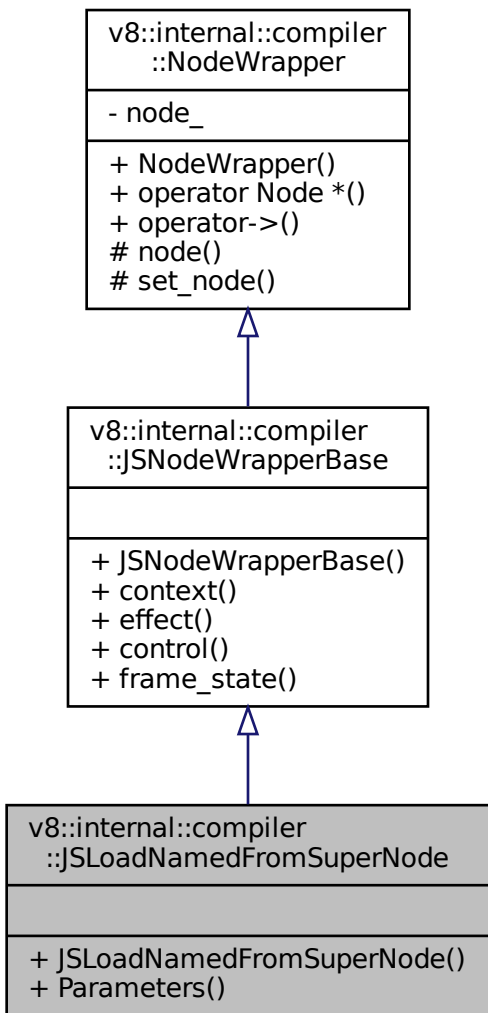 v8::internal::compiler
::NodeWrapper
- node_
+ NodeWrapper()
+ operator Node *()
+ operator->()
# node()
# set_node()
v8::internal::compiler
::JSNodeWrapperBase
+ JSNodeWrapperBase()
+ context()
+ effect()
+ control()
+ frame_state()
v8::internal::compiler
::JSLoadNamedFromSuperNode
+ JSLoadNamedFromSuperNode()
+ Parameters()